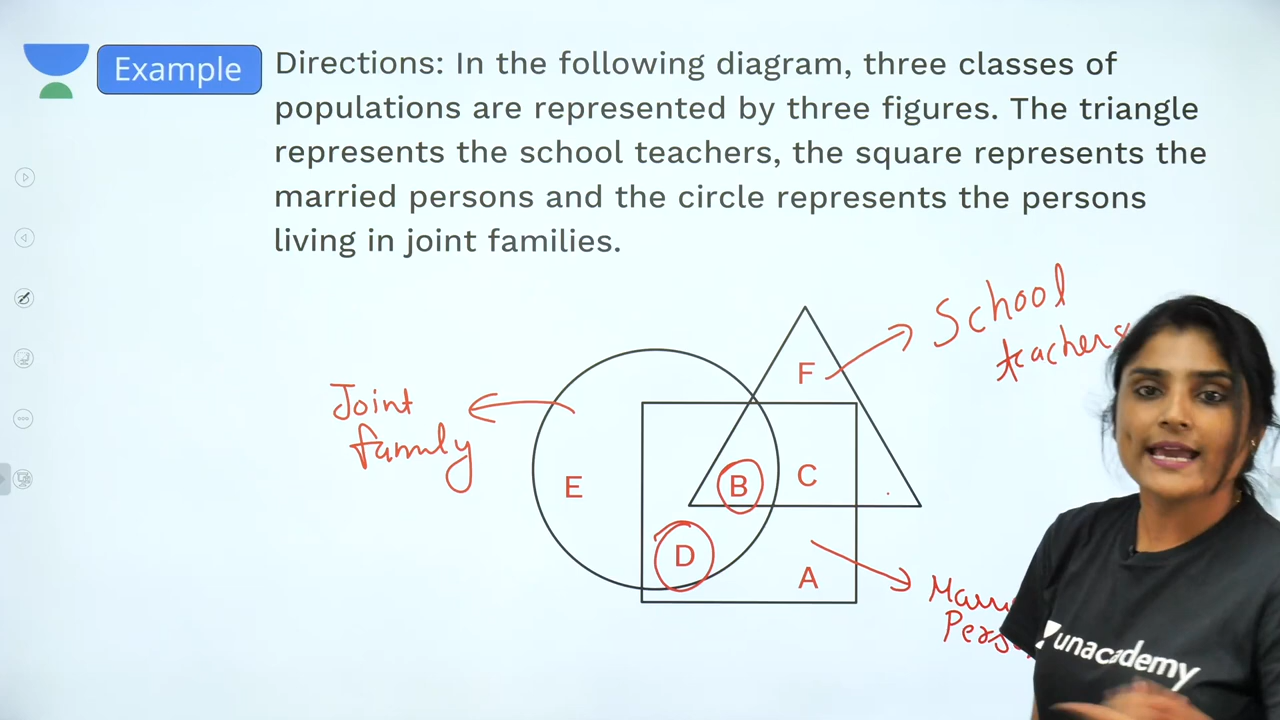 Example
Directions: In the following diagram, three classes of
populations are represented by three figures. The triangle
represents the school teachers, the square represents the
married persons and the circle represents the persons
living in joint families.
School
teachers
F
Joint
family
E
B
C
D
A
unacademy